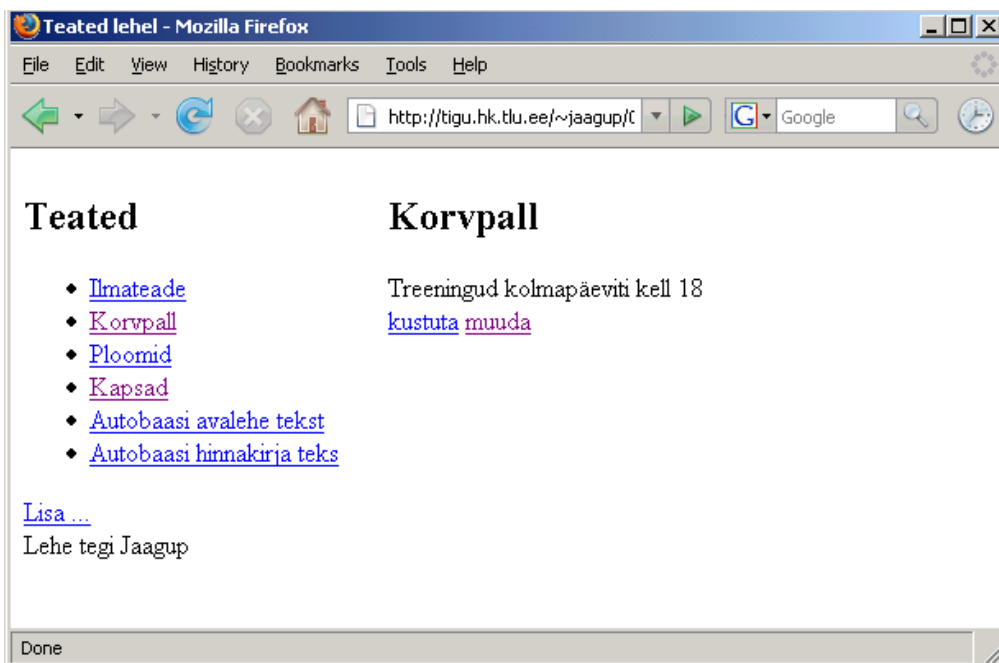 Teated lehel - Mozilla Firefox
File Edit View History Bookmarks Tools Help
http://tigu.hk.tlu.ee/~jaagup/( G Google
Teated
Ilmateade
Korvpall
Ploomid
Kapsad
Autobaasi avalehe tekst
Autobaasi hinnakirja teks
Lisa ...
Lehe tegi Jaagup
Korvpall
Treeningud kolmapäeviti kell 18
kustuta muuda
Done